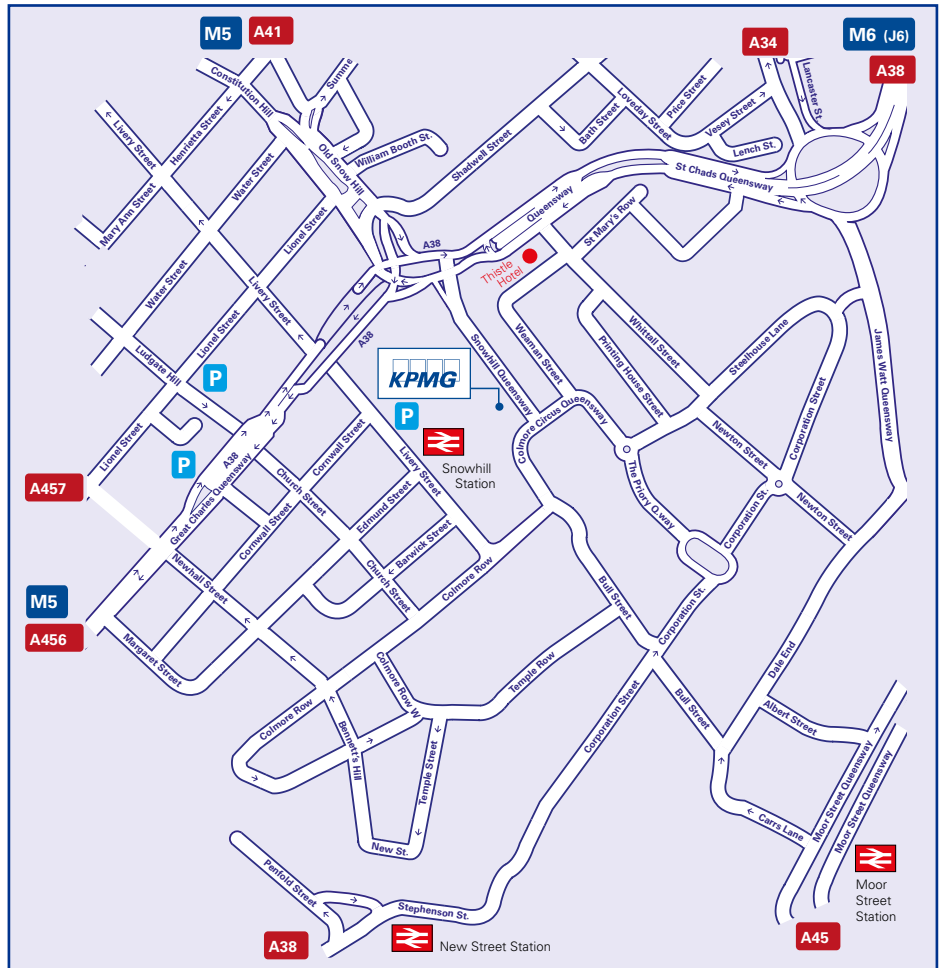 M5 A41
A34
M6 (J6)
A38
Constitution Hill
Summe
Lancaster St.
Livery Street
Henrietta Street
Loveday Street
Price Street
Bath Street
Vesey Street
Lench St.
Old Snow Hill
William Booth St.
Shadwell Street
Water Street
Mary Ann Street
St Chads Queensway
Queensway
St Mary's Row
Lionel Street
A38
Thistle
Hotel
Water Street
Livery Street
Lionel Street
A38
Ludgate Hill
Weaman Street
Whittall Street
Printing House Street
Steelhouse Lane
James Watt Queensway
Snowhill Queensway
KPMG
P
P
Colmore Circus Queensway
Corporation Street
Newton Street
Lionel Street
P
A38
Great Charles Queensway
Cornwall Street
Church Street
Livery Street
Snowhill
Station
The Priory Q.way
A457
Edmund Street
Cornwall Street
Barwick Street
Corporation St.
Newton Street
Newhall Street
Church Street
Colmore Row
Bull Street
Corporation St.
M5
A456
Margaret Street
Colmore Row W
Temple Row
Dale End
Colmore Row
Bennett's Hill
Temple Street
Corporation Street
Bull Street
Albert Street
Moor Street Queensway
Moor Street Queensway
Carrs Lane
New St.
Penfold Street
Stephenson St.
Moor
Street
Station
A38
New Street Station
A45